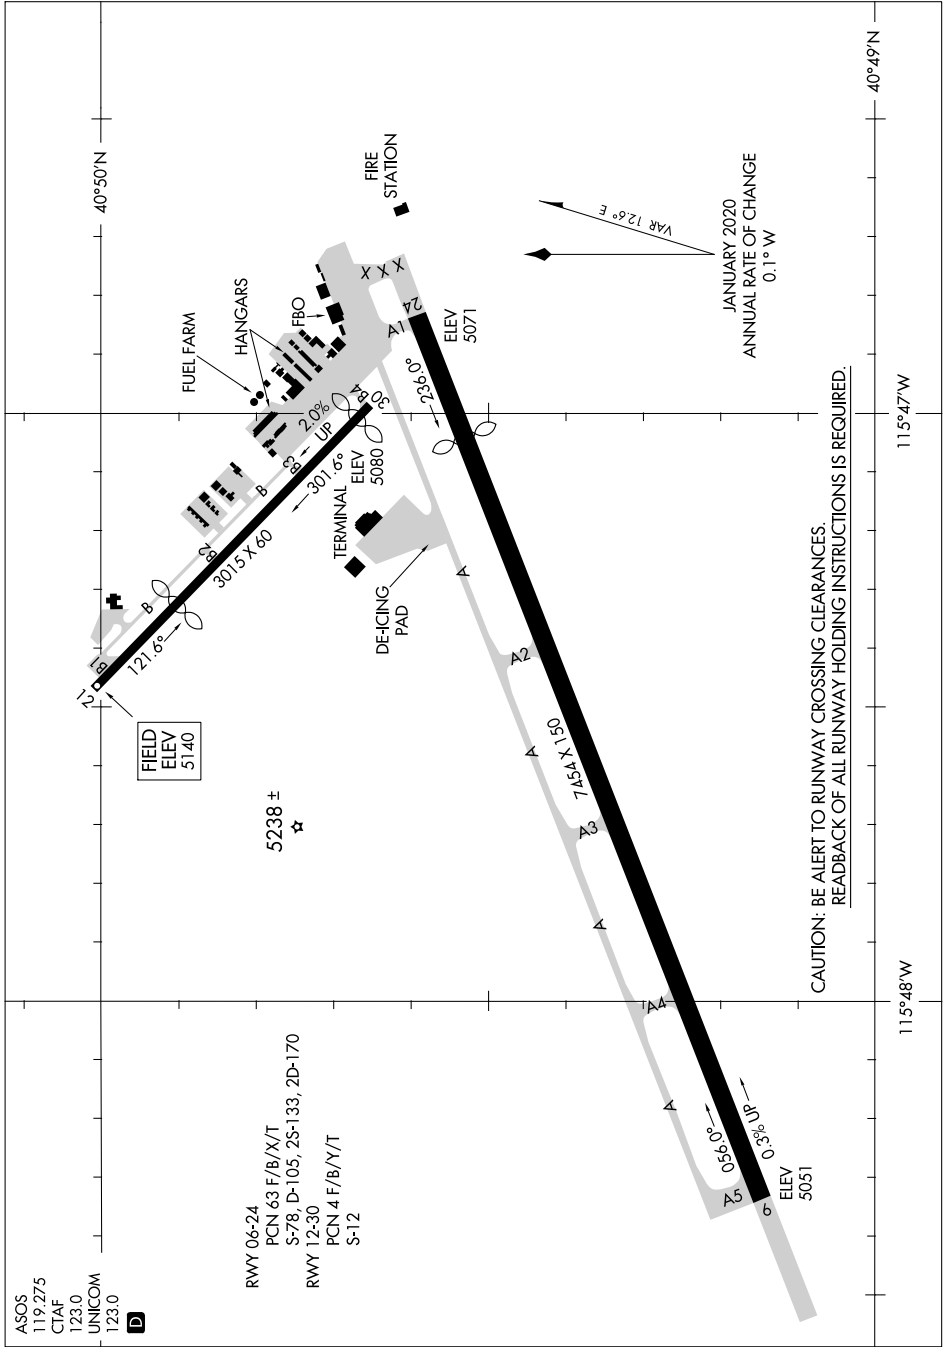 ASOS
119.275
CTAF
123.0
UNICOM
123.0
D
RWY 06-24
PCN 63 F/B/X/T
S-78, D-105, 2S-133, 2D-170
RWY 12-30
PCN 4 F/B/Y/T
S-12
40°50'N
40°49'N
115°47'W
115°48'W
FIELD
ELEV
5140
5238 ±
12
121.6°
B1
B
B2
3015 X 60
B
B3
301.6°
UP
2.0%
B4
30
ELEV
5080
FUEL FARM
HANGARS
FBO
FIRE
STATION
TERMINAL
DE-ICING
PAD
X X X
24
A1
236.0°
ELEV
5071
A
A2
A
7454 X 150
A3
A
A4
A
056.0°
0.3% UP
A5
6
ELEV
5051
VAR 12.6° E
JANUARY 2020
ANNUAL RATE OF CHANGE
0.1° W
CAUTION: BE ALERT TO RUNWAY CROSSING CLEARANCES.
READBACK OF ALL RUNWAY HOLDING INSTRUCTIONS IS REQUIRED.